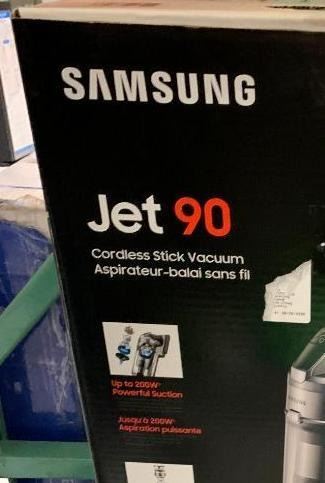 SAMSUNG
Jet 90
Cordless Stick Vacuum
Aspirateur-balai sans fil
Up to 200W*
Powerful Suction
Jusqu'à 200W*
Aspiration puissante
SAMSUNG